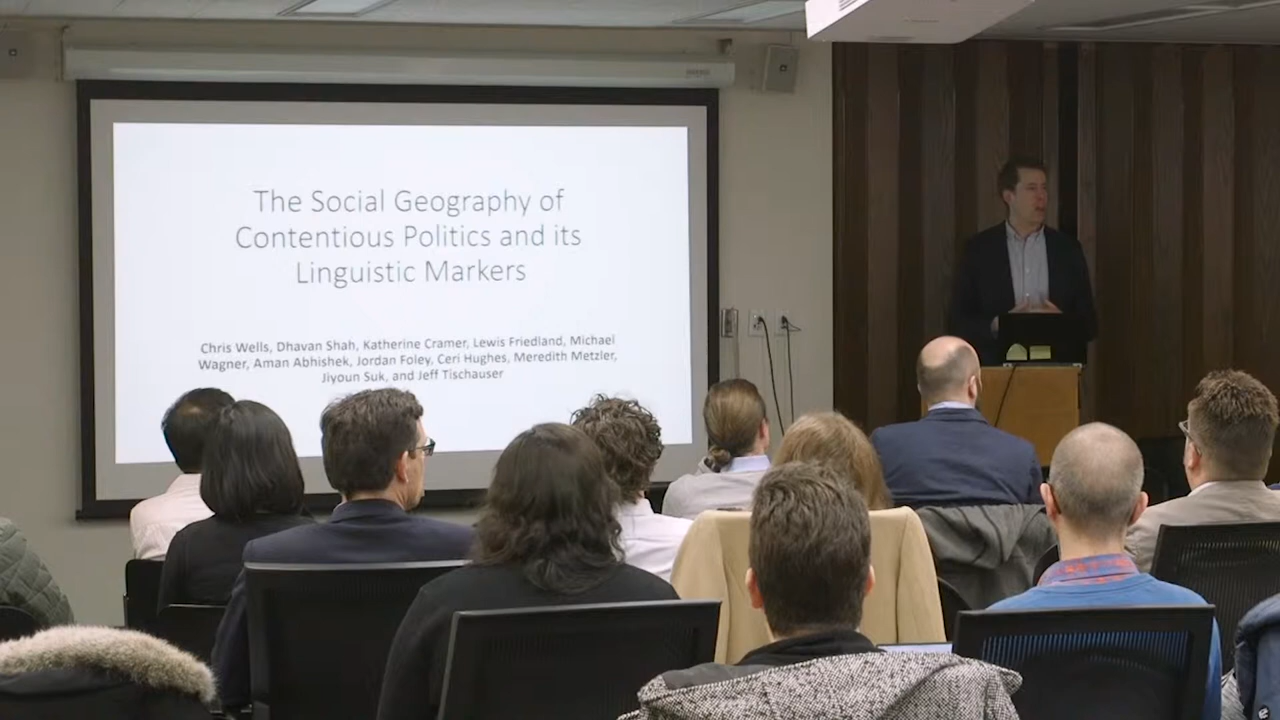 The Social Geography of
Contentious Politics and its
Linguistic Markers
Chris Wells, Dhavan Shah, Katherine Cramer, Lewis Friedland, Michael
Wagner, Aman Abhishek, Jordan Foley, Ceri Hughes, Meredith Metzler,
Jiyoun Suk, and Jeff Tischauser